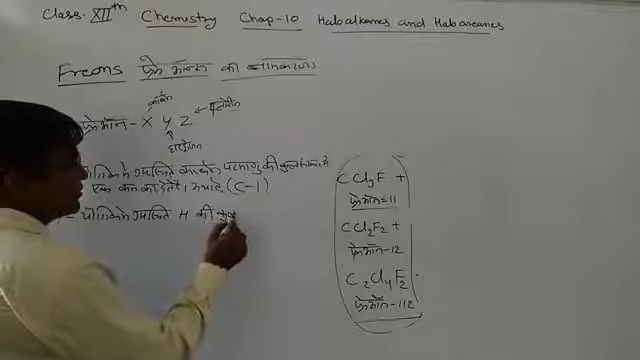 Class. XIIth Chemistry Chap-10 Haloalkanes and Haloarenes
Freons फ्रेऑन्स का नामकरण:
कार्बन
फ्रेऑन - X Y Z ← फ्लोरीन
हाइड्रोजन
उपस्थित कार्बन परमाणु की कुल संख्या में
एक कम कर देते हैं। अर्थात् (C-1)
- यौगिक में उपस्थित H की कुल
CCl3F +
फ्रेऑन-11
CCl2F2 +
फ्रेऑन-12
C2Cl4F2
फ्रेऑन-112